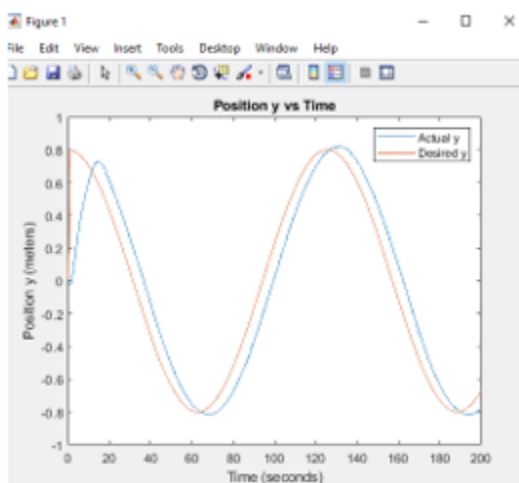 Figure 1
File Edit View Insert Tools Desktop Window Help
Position y vs Time
Actual y
Desired y
Position y (meters)
1
0.8
0.6
0.4
0.2
0
-0.2
-0.4
-0.6
-0.8
-1
0 20 40 60 80 100 120 140 160 180 200
Time (seconds)